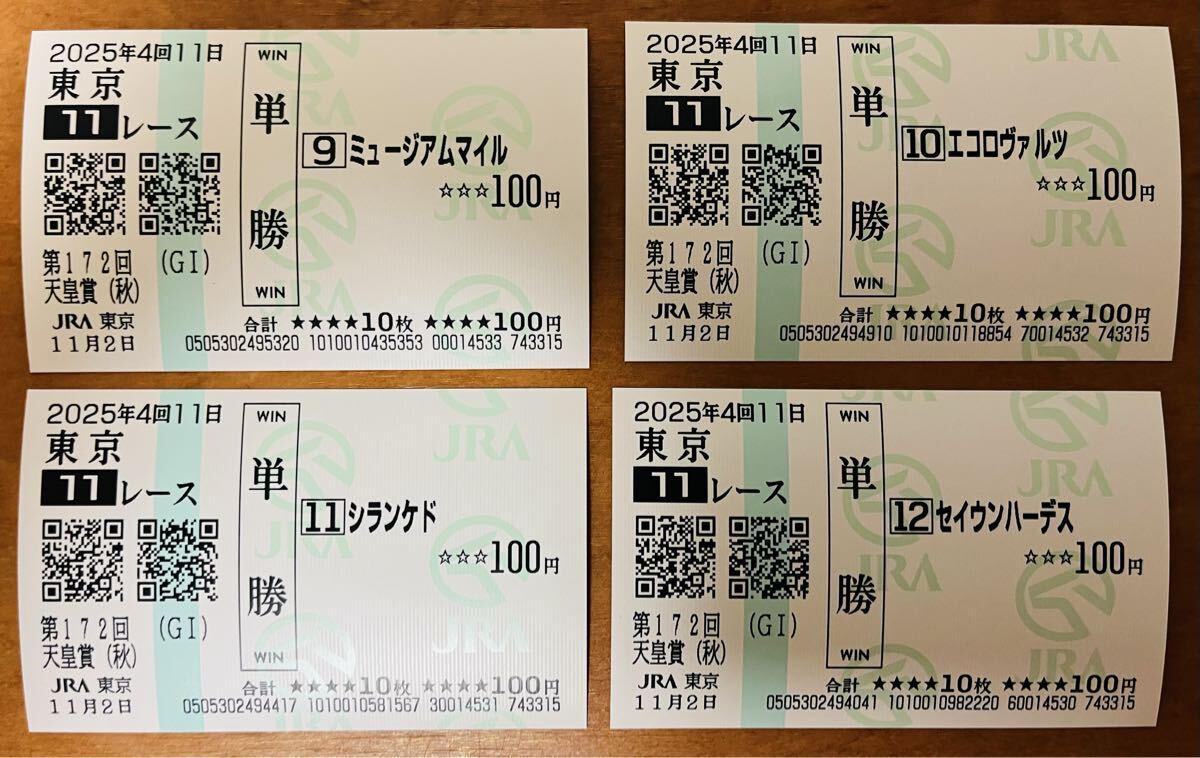 2025年4回11日
東京
11レース
第172回 (GI)
天皇賞(秋)
JRA 東京
11月2日
WIN
単勝
WIN
9 ミュージアムマイル
☆☆☆100円
合計 ★★★★10枚 ★★★★100円
0505302495320 1010010435353 00014533 743315
2025年4回11日
東京
11レース
第172回 (GI)
天皇賞(秋)
JRA 東京
11月2日
WIN
単勝
WIN
10 エコロヴァルツ
☆☆☆100円
合計 ★★★★10枚 ★★★★100円
0505302494910 1010010118854 70014532 743315
2025年4回11日
東京
11レース
第172回 (GI)
天皇賞(秋)
JRA 東京
11月2日
WIN
単勝
WIN
11 シランケド
☆☆☆100円
合計 ★★★★10枚 ★★★★100円
0505302494417 1010010581567 30014531 743315
2025年4回11日
東京
11レース
第172回 (GI)
天皇賞(秋)
JRA 東京
11月2日
WIN
単勝
WIN
12 セイウンハーデス
☆☆☆100円
合計 ★★★★10枚 ★★★★100円
0505302494041 1010010982220 60014530 743315